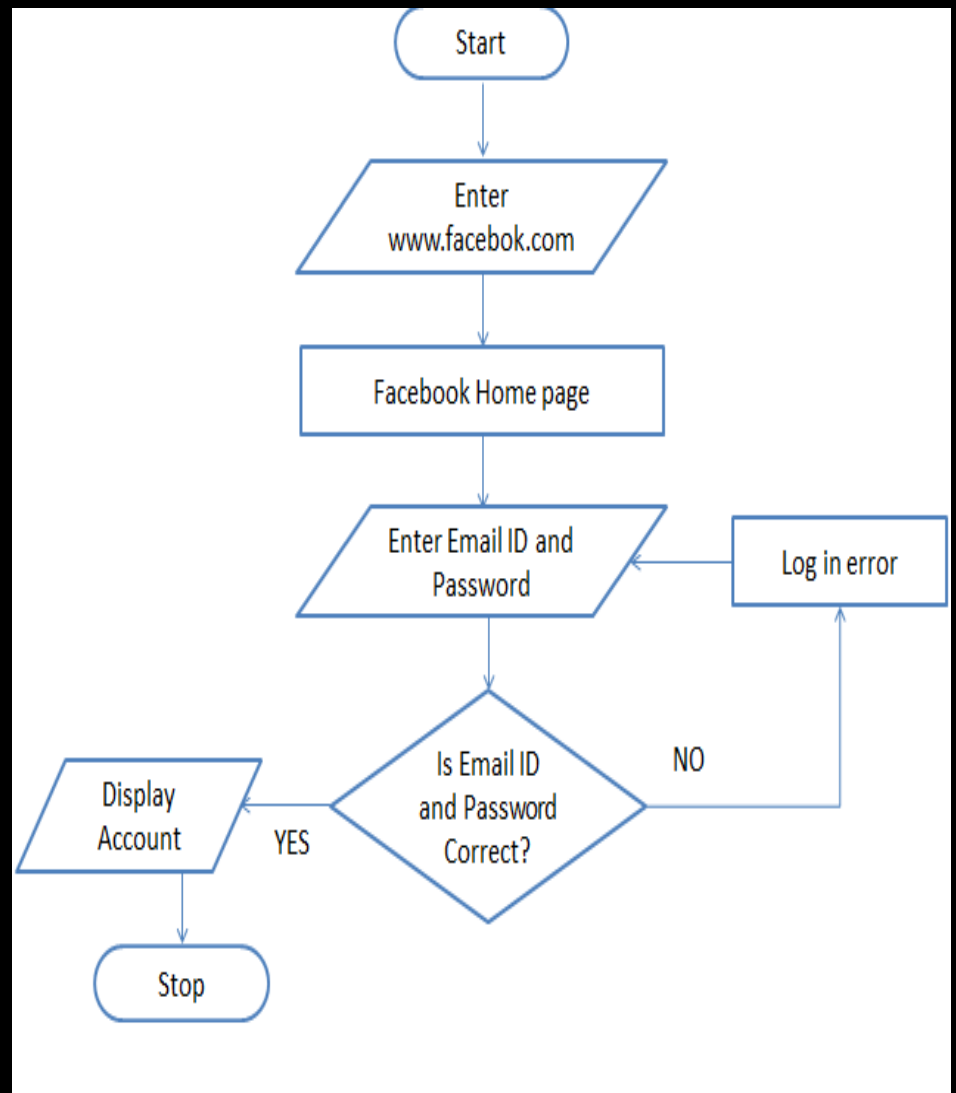 Start
Enter
www.facebok.com
Facebook Home page
Enter Email ID and
Password
Log in error
Is Email ID
and Password
Correct?
NO
YES
Display
Account
Stop